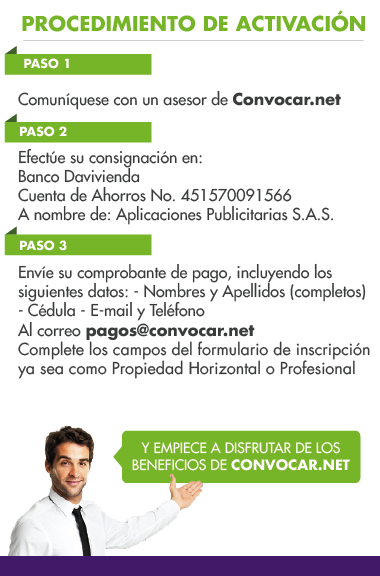 PROCEDIMIENTO DE ACTIVACIÓN
PASO 1
Comuníquese con un asesor de Convocar.net
PASO 2
Efectúe su consignación en:
Banco Davivienda
Cuenta de Ahorros No. 451570091566
A nombre de: Aplicaciones Publicitarias S.A.S.
PASO 3
Envíe su comprobante de pago, incluyendo los
siguientes datos: - Nombres y Apellidos (completos)
- Cédula - E-mail y Teléfono
Al correo pagos@convocar.net
Complete los campos del formulario de inscripción
ya sea como Propiedad Horizontal o Profesional
Y EMPIECE A DISFRUTAR DE LOS
BENEFICIOS DE CONVOCAR.NET